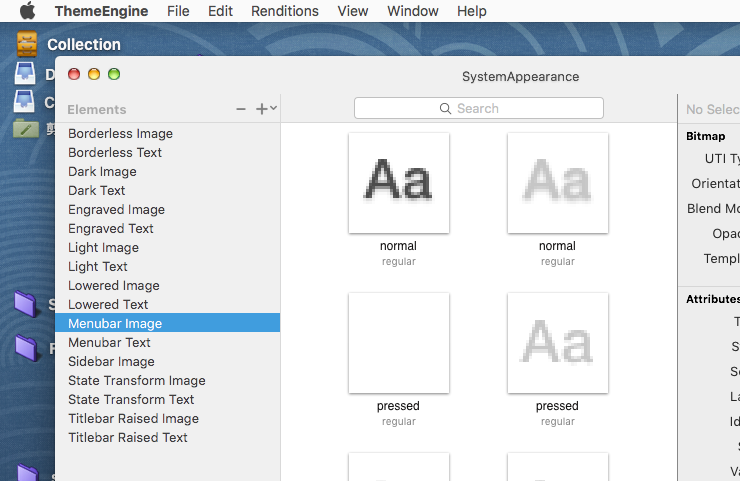 ThemeEngine File Edit Renditions View Window Help
Collection
SystemAppearance
Elements
Search
No Selec
Borderless Image
Borderless Text
Dark Image
Dark Text
Engraved Image
Engraved Text
Light Image
Light Text
Lowered Image
Lowered Text
Menubar Image
Menubar Text
Sidebar Image
State Transform Image
State Transform Text
Titlebar Raised Image
Titlebar Raised Text
Aa
normal
regular
Aa
normal
regular
pressed
regular
Aa
pressed
regular
Bitmap
UTI Ty
Orientat
Blend Mo
Opac
Templ
Attributes
T
S
Se
La
Id
S
Va